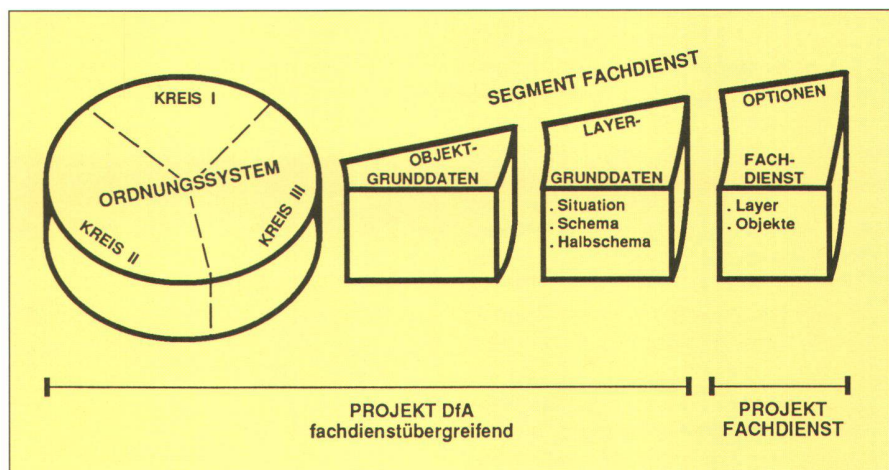 KREIS I
ORDNUNGSSYSTEM
KREIS II
KREIS III
SEGMENT FACHDIENST
OBJEKT-
GRUNDDATEN
LAYER-
GRUNDDATEN
. Situation
. Schema
. Halbschema
OPTIONEN
FACH-
DIENST
. Layer
. Objekte
PROJEKT DfA
fachdienstübergreifend
PROJEKT
FACHDIENST